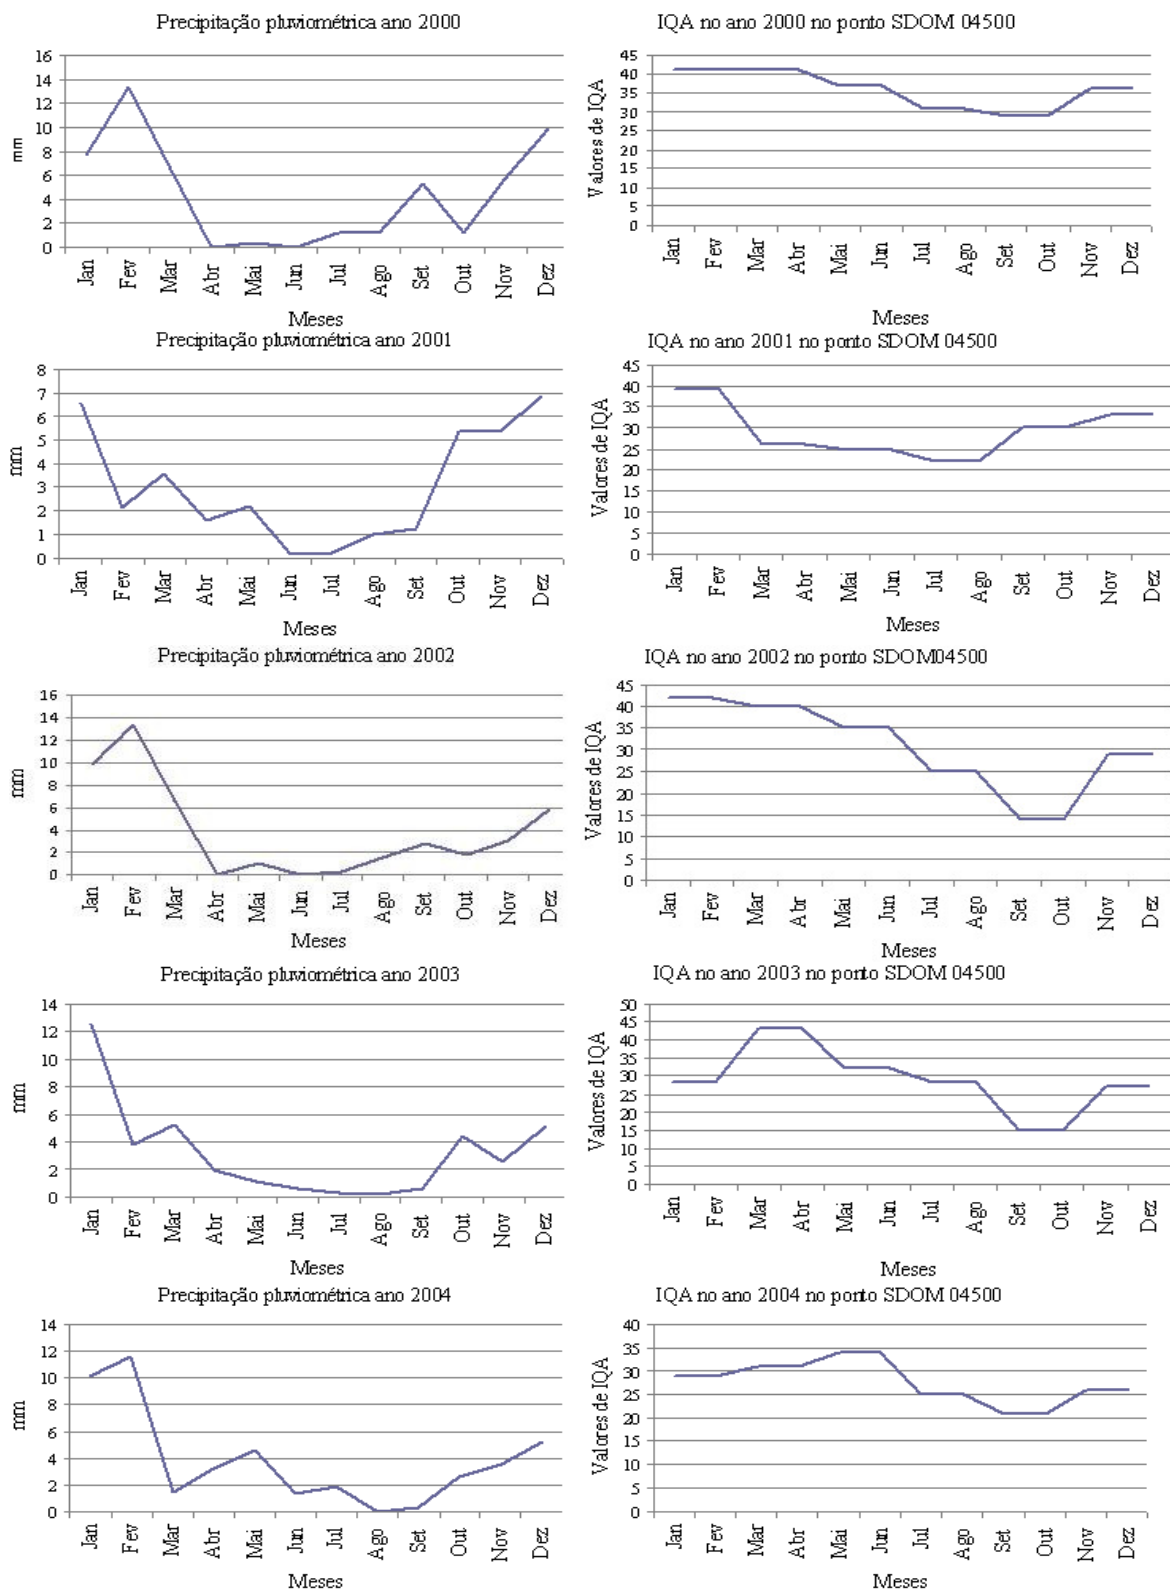 Precipitação pluviométrica ano 2000
16
14
12
10
8
6
4
2
0
mm
Jan Fev Mar Abr Mai Jun Jul Ago Set Out Nov Dez
Meses
IQA no ano 2000 no ponto SDOM 04500
45
40
35
30
25
20
15
10
5
0
Valores de IQA
Jan Fev Mar Abr Mai Jun Jul Ago Set Out Nov Dez
Meses
Precipitação pluviométrica ano 2001
8
7
6
5
4
3
2
1
0
mm
Jan Fev Mar Abr Mai Jun Jul Ago Set Out Nov Dez
Meses
IQA no ano 2001 no ponto SDOM 04500
45
40
35
30
25
20
15
10
5
0
Valores de IQA
Jan Fev Mar Abr Mai Jun Jul Ago Set Out Nov Dez
Meses
Precipitação pluviométrica ano 2002
16
14
12
10
8
6
4
2
0
mm
Jan Fev Mar Abr Mai Jun Jul Ago Set Out Nov Dez
Meses
IQA no ano 2002 no ponto SDOM04500
45
40
35
30
25
20
15
10
5
0
Valores de IQA
Jan Fev Mar Abr Mai Jun Jul Ago Set Out Nov Dez
Meses
Precipitação pluviométrica ano 2003
14
12
10
8
6
4
2
0
mm
Jan Fev Mar Abr Mai Jun Jul Ago Set Out Nov Dez
Meses
IQA no ano 2003 no ponto SDOM 04500
50
45
40
35
30
25
20
15
10
5
0
Valores de IQA
Jan Fev Mar Abr Mai Jun Jul Ago Set Out Nov Dez
Meses
Precipitação pluviométrica ano 2004
14
12
10
8
6
4
2
0
mm
Jan Fev Mar Abr Mai Jun Jul Ago Set Out Nov Dez
Meses
IQA no ano 2004 no ponto SDOM 04500
40
35
30
25
20
15
10
5
0
Valores de IQA
Jan Fev Mar Abr Mai Jun Jul Ago Set Out Nov Dez
Meses